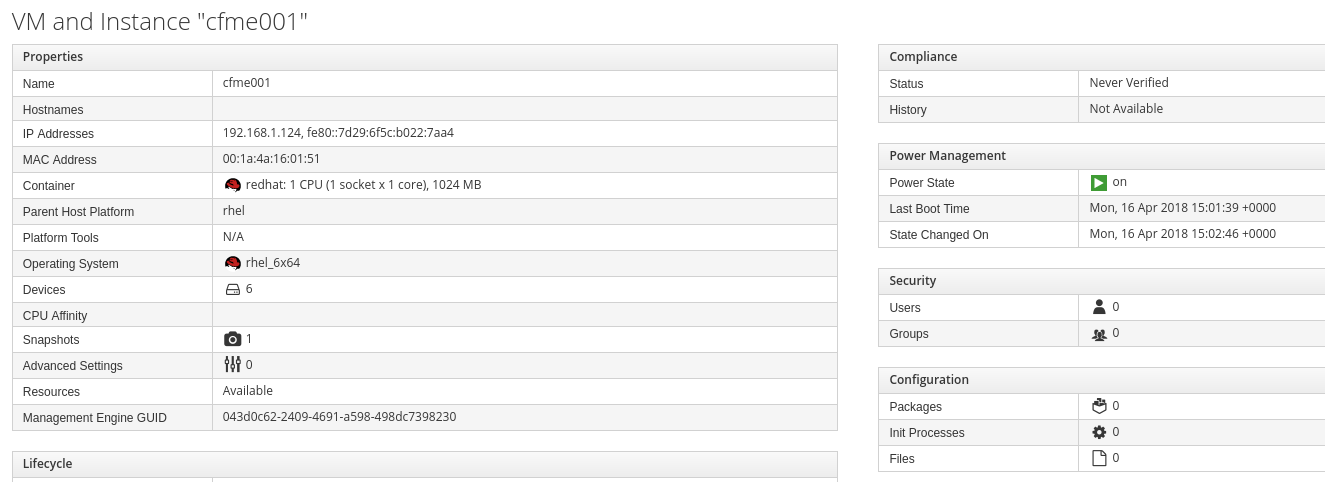 VM and Instance "cfme001"
Properties
Name cfme001
Hostnames
IP Addresses 192.168.1.124, fe80::7d29:6f5c:b022:7aa4
MAC Address 00:1a:4a:16:01:51
Container redhat: 1 CPU (1 socket x 1 core), 1024 MB
Parent Host Platform rhel
Platform Tools N/A
Operating System rhel_6x64
Devices 6
CPU Affinity
Snapshots 1
Advanced Settings 0
Resources Available
Management Engine GUID 043d0c62-2409-4691-a598-498dc7398230
Lifecycle
Compliance
Status Never Verified
History Not Available
Power Management
Power State on
Last Boot Time Mon, 16 Apr 2018 15:01:39 +0000
State Changed On Mon, 16 Apr 2018 15:02:46 +0000
Security
Users 0
Groups 0
Configuration
Packages 0
Init Processes 0
Files 0